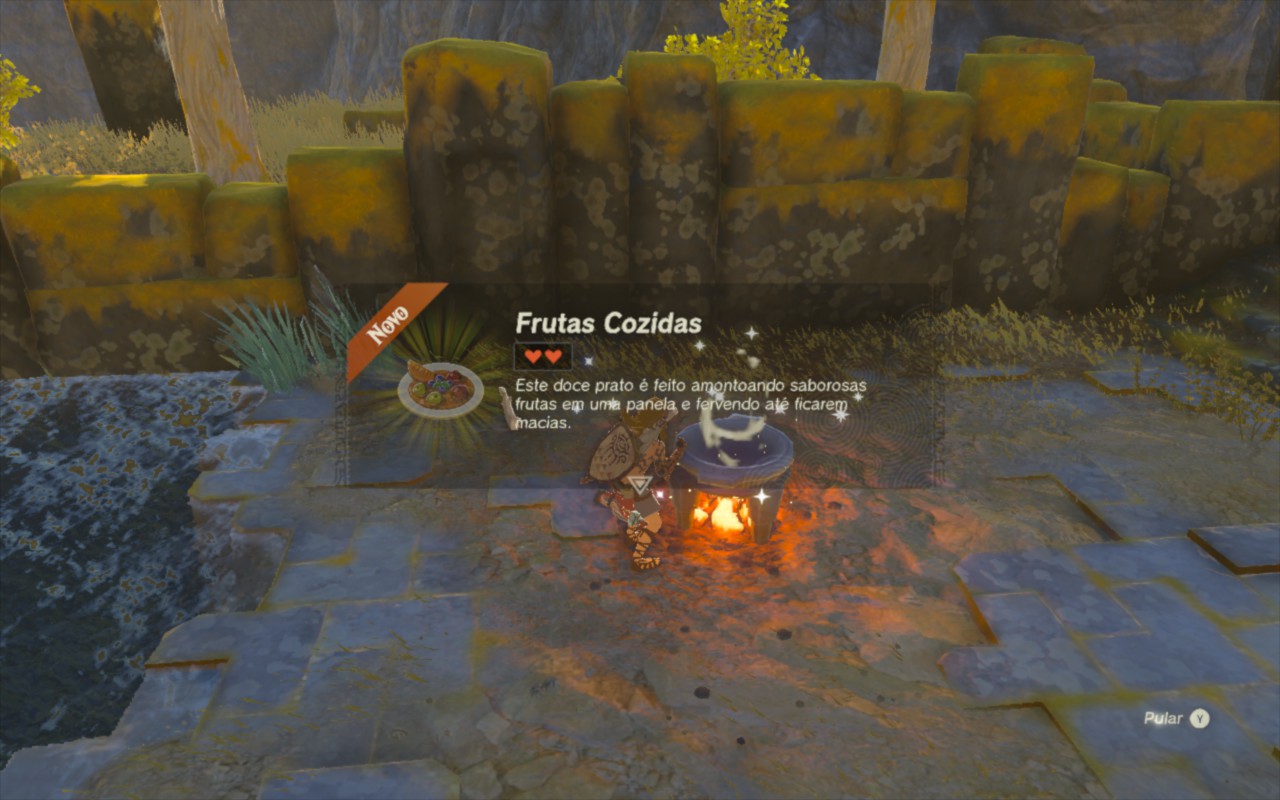 Novo
Frutas Cozidas
Este doce prato é feito amontoando saborosas
frutas em uma panela e fervendo até ficarem
macias.
Pular Y